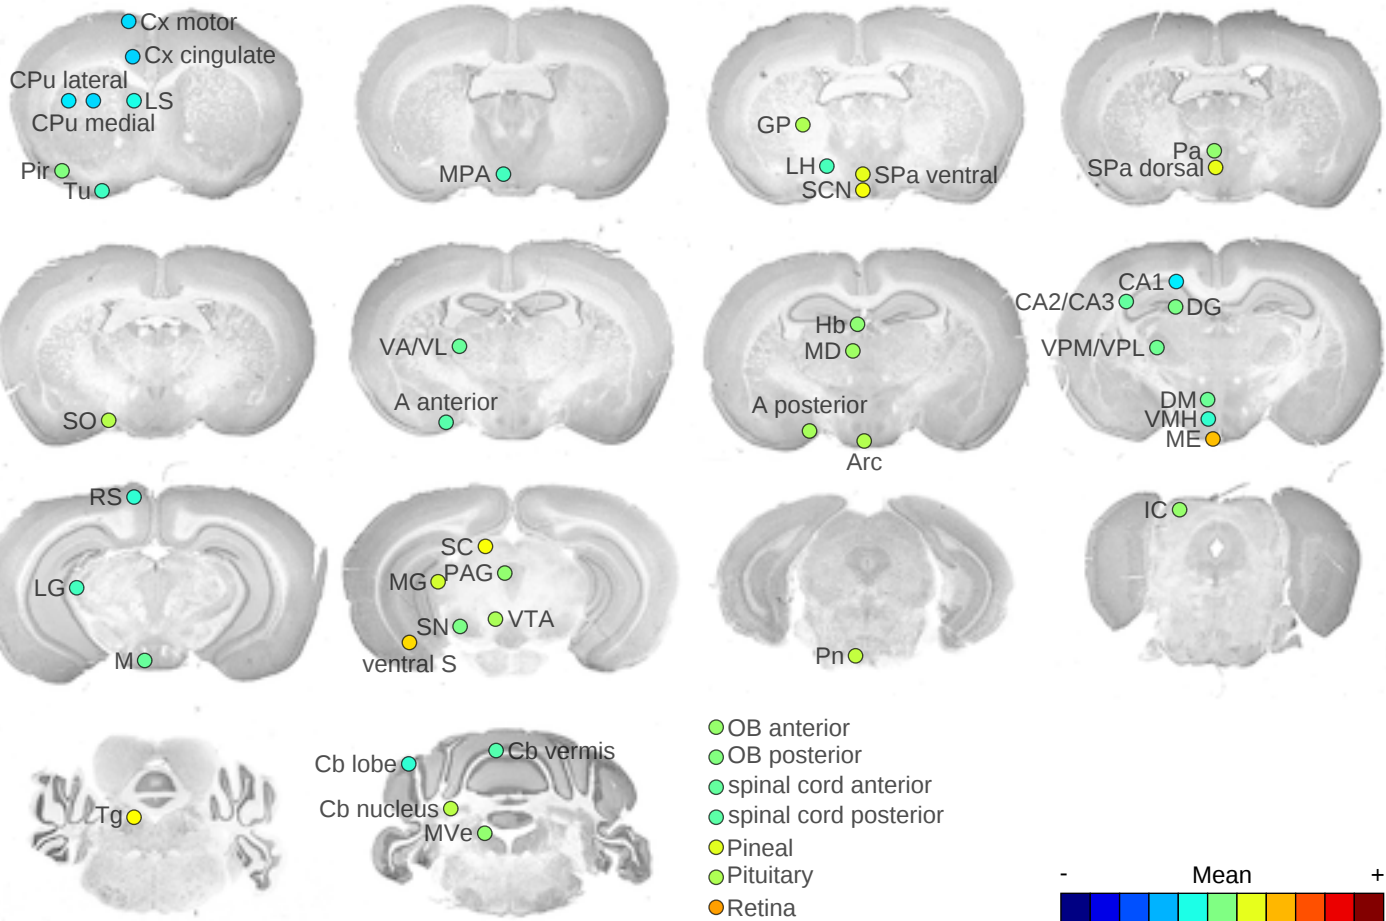 Cx motor
Cx cingulate
CPu lateral
LS
CPu medial
Pir
Tu
MPA
GP
LH
SPa ventral
SCN
Pa
SPa dorsal
SO
VA/VL
A anterior
Hb
MD
A posterior
Arc
CA1
CA2/CA3
DG
VPM/VPL
DM
VMH
ME
RS
LG
M
SC
MG
PAG
SN
VTA
ventral S
Pn
IC
Tg
Cb lobe
Cb vermis
Cb nucleus
MVe
OB anterior
OB posterior
spinal cord anterior
spinal cord posterior
Pineal
Pituitary
Retina
- Mean +